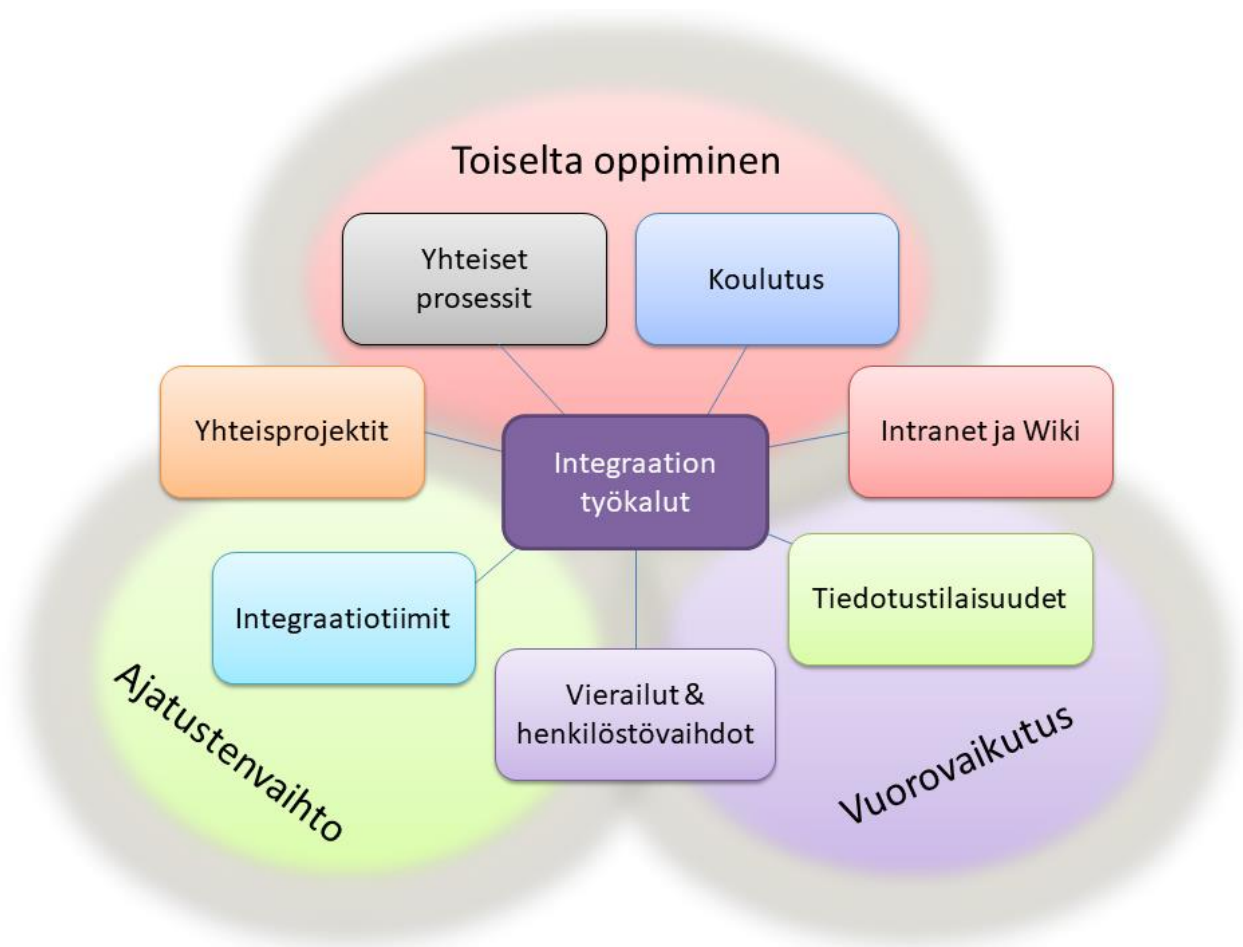 Toiselta oppiminen
Yhteiset
prosessit
Koulutus
Yhteisprojektit
Intranet ja Wiki
Integraation
työkalut
Integraatiotiimit
Tiedotustilaisuudet
Vierailut &
henkilöstövaihdot
Ajatustenvaihto
Vuorovaikutus